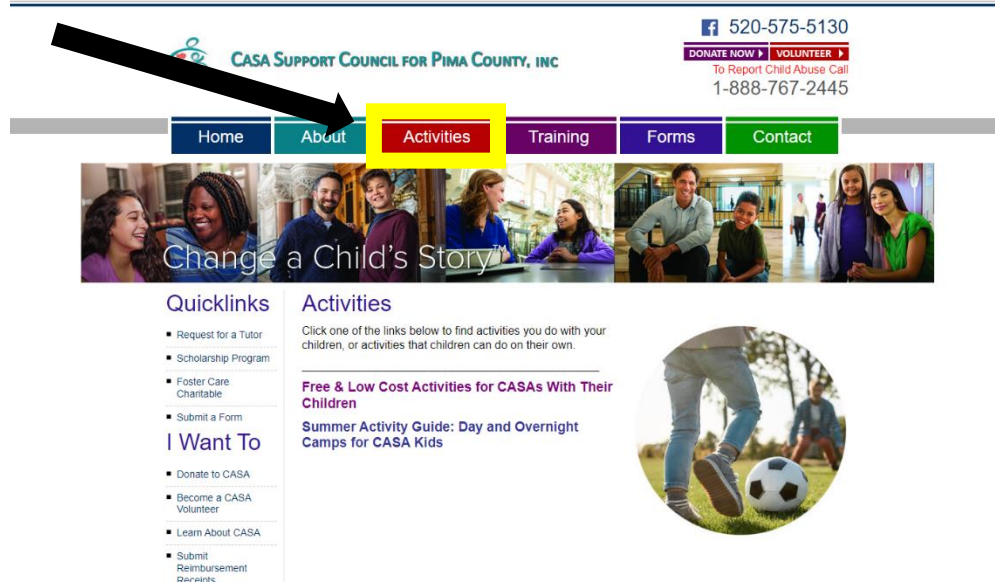 520-575-5130
CASA SUPPORT COUNCIL FOR PIMA COUNTY, INC
DONATE NOW VOLUNTEER
To Report Child Abuse Call
1-888-767-2445
Home About Activities Training Forms Contact
Change a Child's Story™
Quicklinks
Request for a Tutor
Scholarship Program
Foster Care
Charitable
Submit a Form
I Want To
Donate to CASA
Become a CASA
Volunteer
Learn About CASA
Submit
Reimbursement
Receipts
Activities
Click one of the links below to find activities you do with your
children, or activities that children can do on their own.
Free & Low Cost Activities for CASAs With Their
Children
Summer Activity Guide: Day and Overnight
Camps for CASA Kids